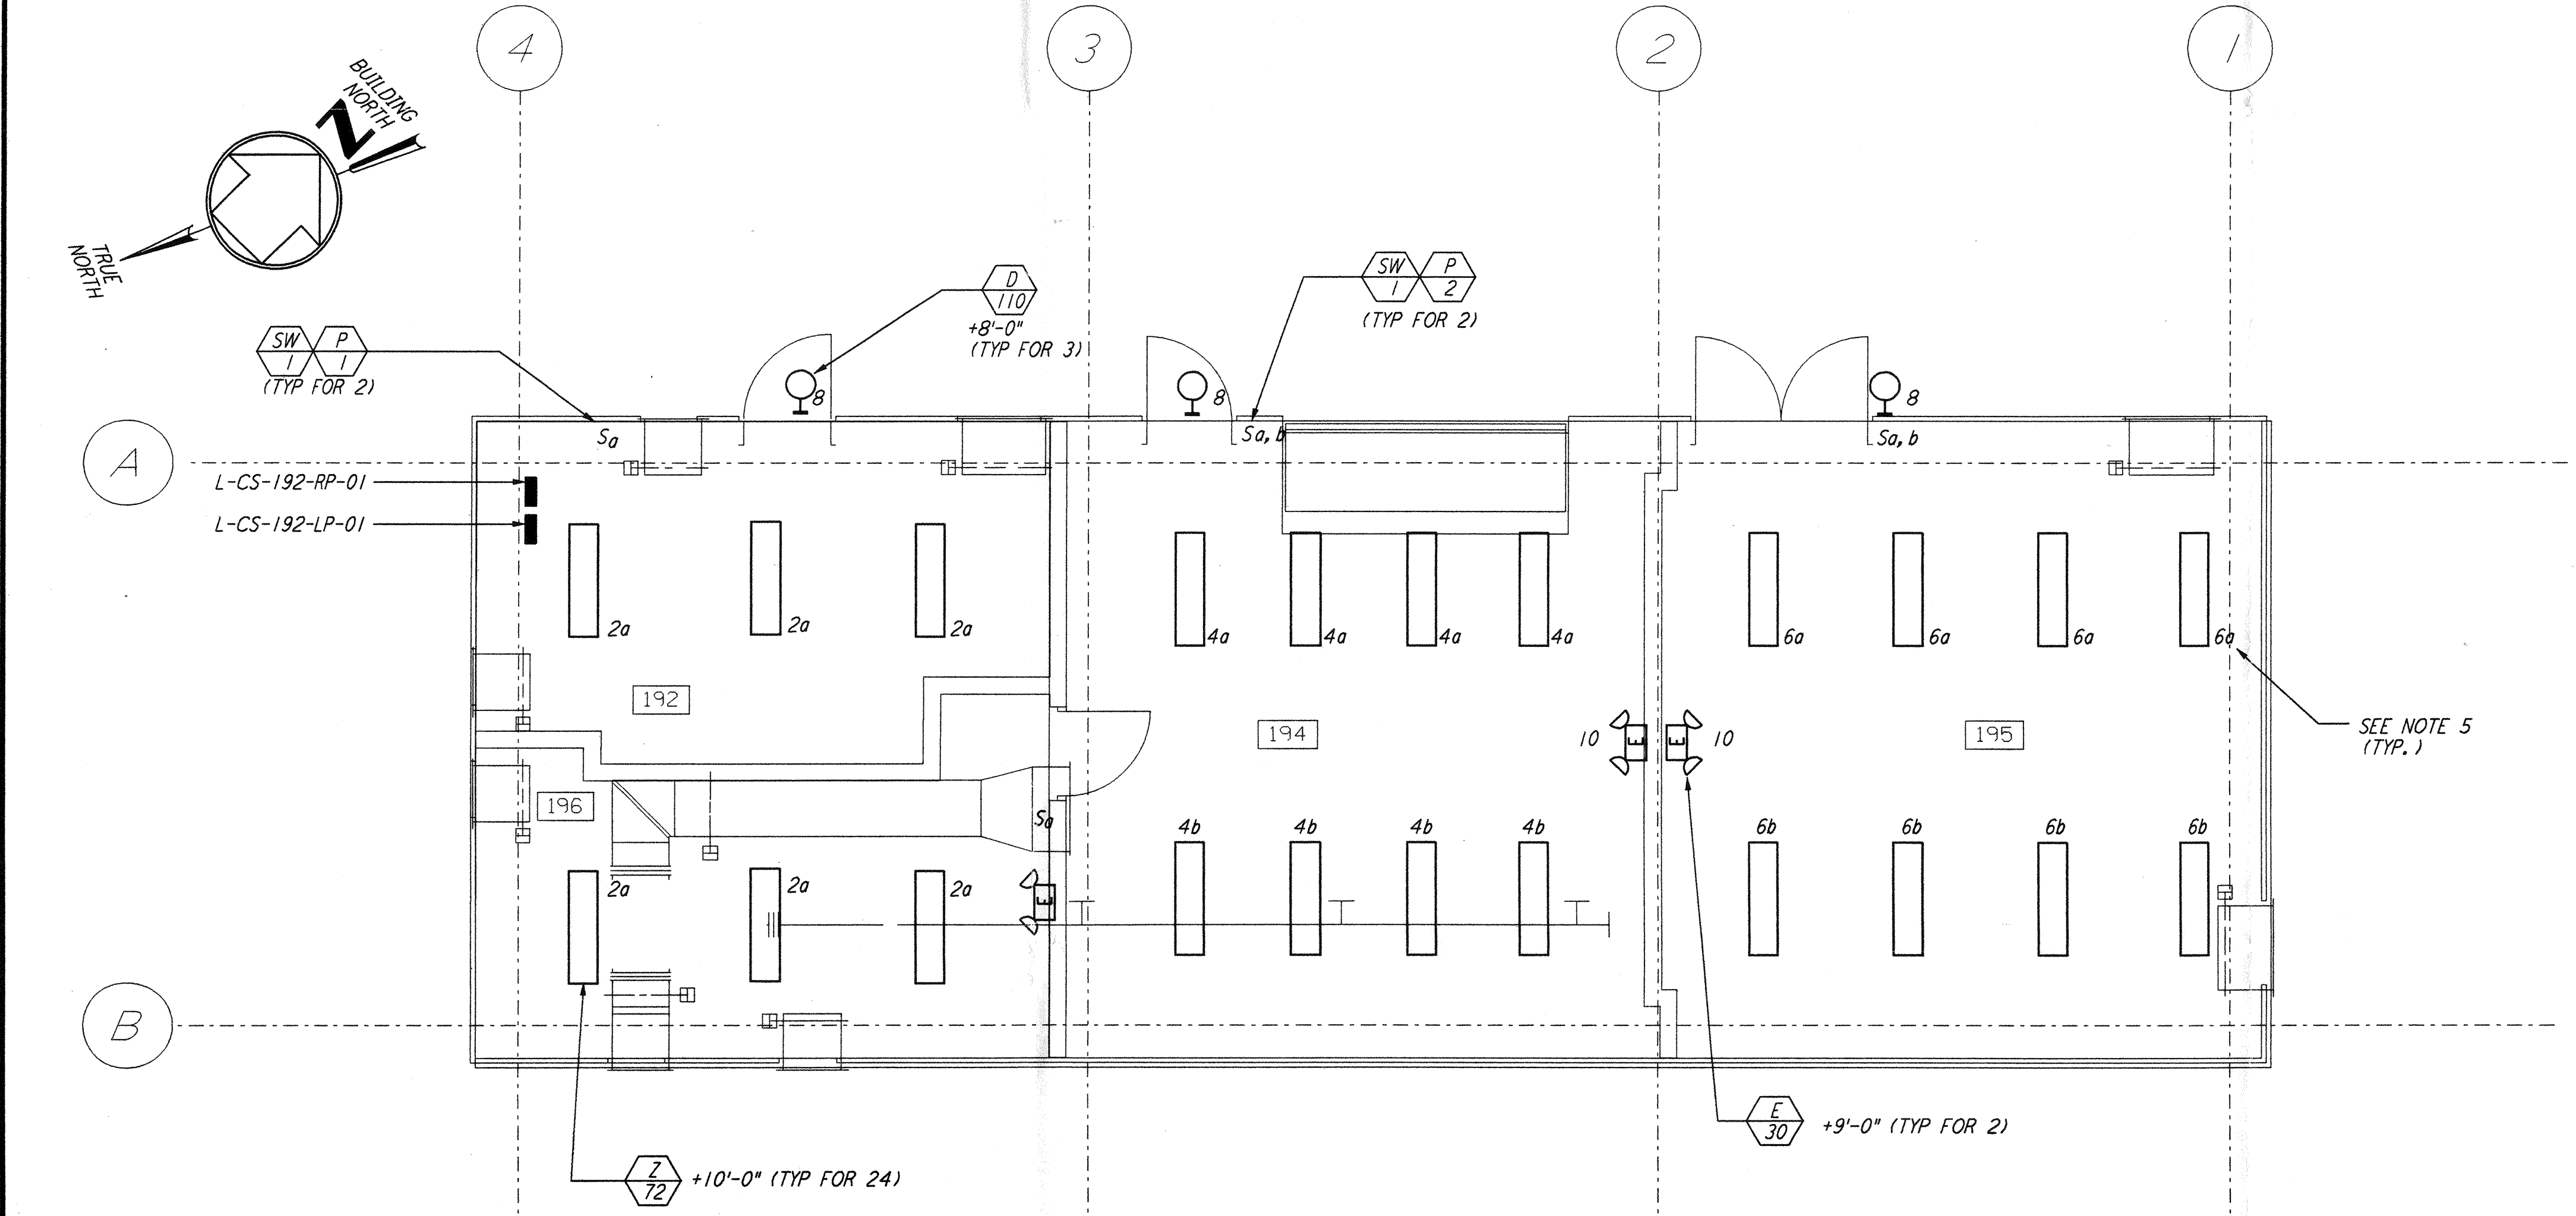 4
3
2
1
BUILDING
NORTH
N
TRUE
NORTH
D
110
+8'-0"
(TYP FOR 3)
SW P
1 2
(TYP FOR 2)
SW P
1 1
(TYP FOR 2)
8
8
8
A
Sa
Sa,b
Sa,b
L-CS-192-RP-01
L-CS-192-LP-01
2a
2a
2a
4a
4a
4a
4a
6a
6a
6a
6a
192
194
195
10
E
E
10
SEE NOTE 5
(TYP.)
196
Sa
4b
4b
4b
4b
6b
6b
6b
6b
2a
2a
2a
E
B
E
30
+9'-0" (TYP FOR 2)
Z
72
+10'-0" (TYP FOR 24)